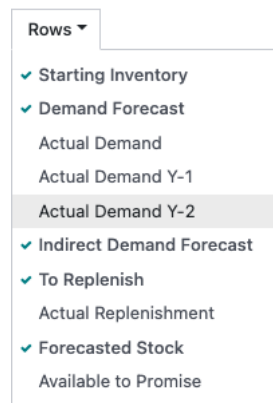 Rows
Starting Inventory
Demand Forecast
Actual Demand
Actual Demand Y-1
Actual Demand Y-2
Indirect Demand Forecast
To Replenish
Actual Replenishment
Forecasted Stock
Available to Promise